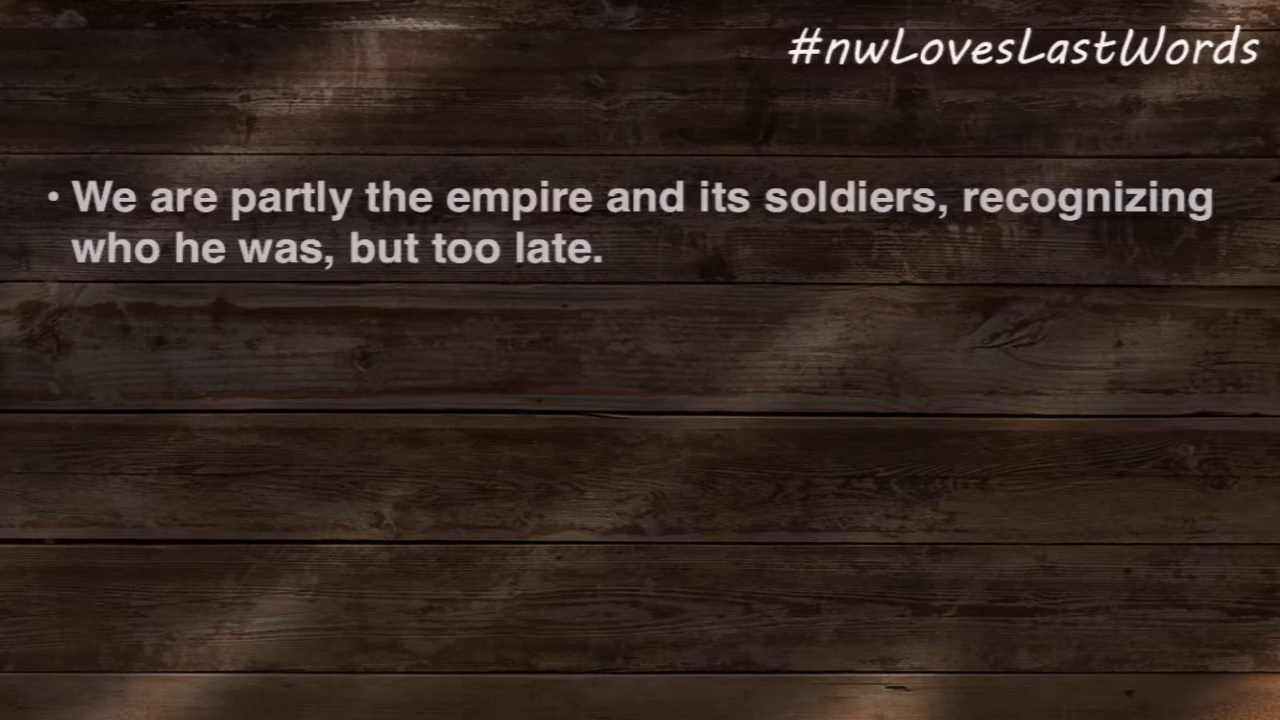 #nwLovesLastWords
• We are partly the empire and its soldiers, recognizing
who he was, but too late.